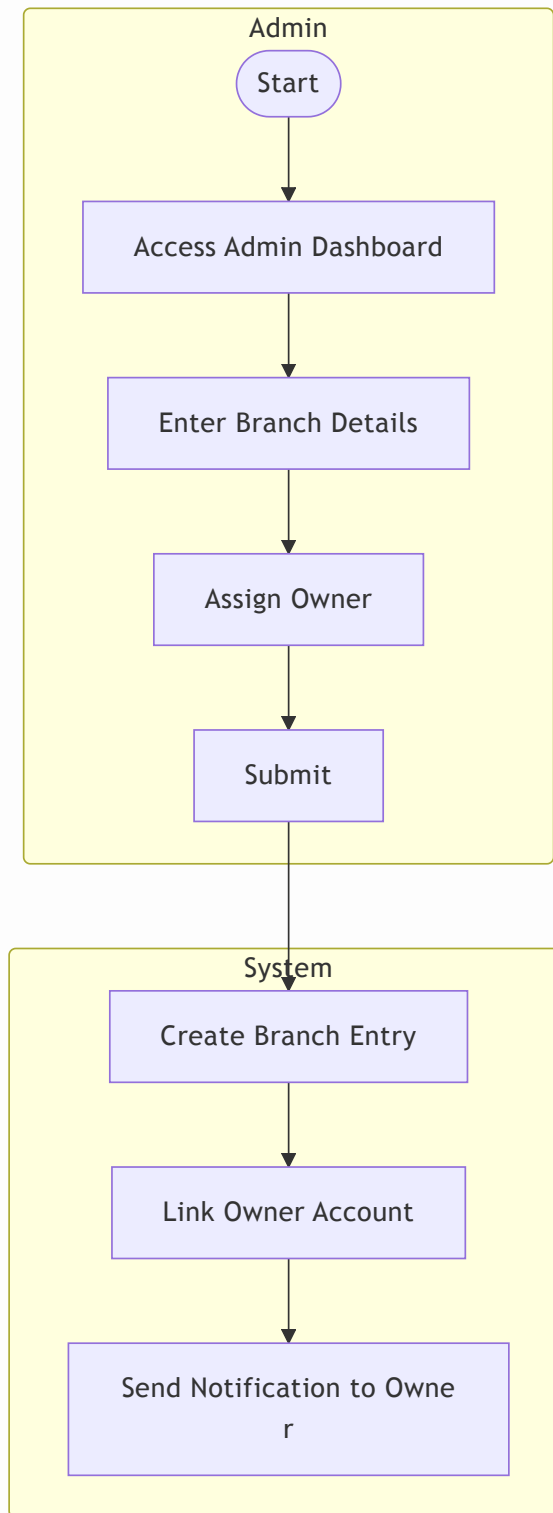 Admin
Start
Access Admin Dashboard
Enter Branch Details
Assign Owner
Submit
System
Create Branch Entry
Link Owner Account
Send Notification to Owne
r